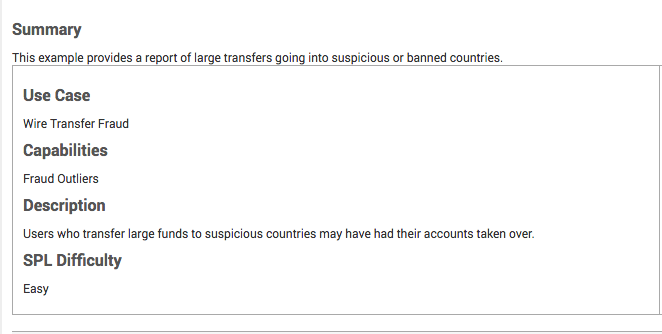 Summary
This example provides a report of large transfers going into suspicious or banned countries.
Use Case
Wire Transfer Fraud
Capabilities
Fraud Outliers
Description
Users who transfer large funds to suspicious countries may have had their accounts taken over.
SPL Difficulty
Easy